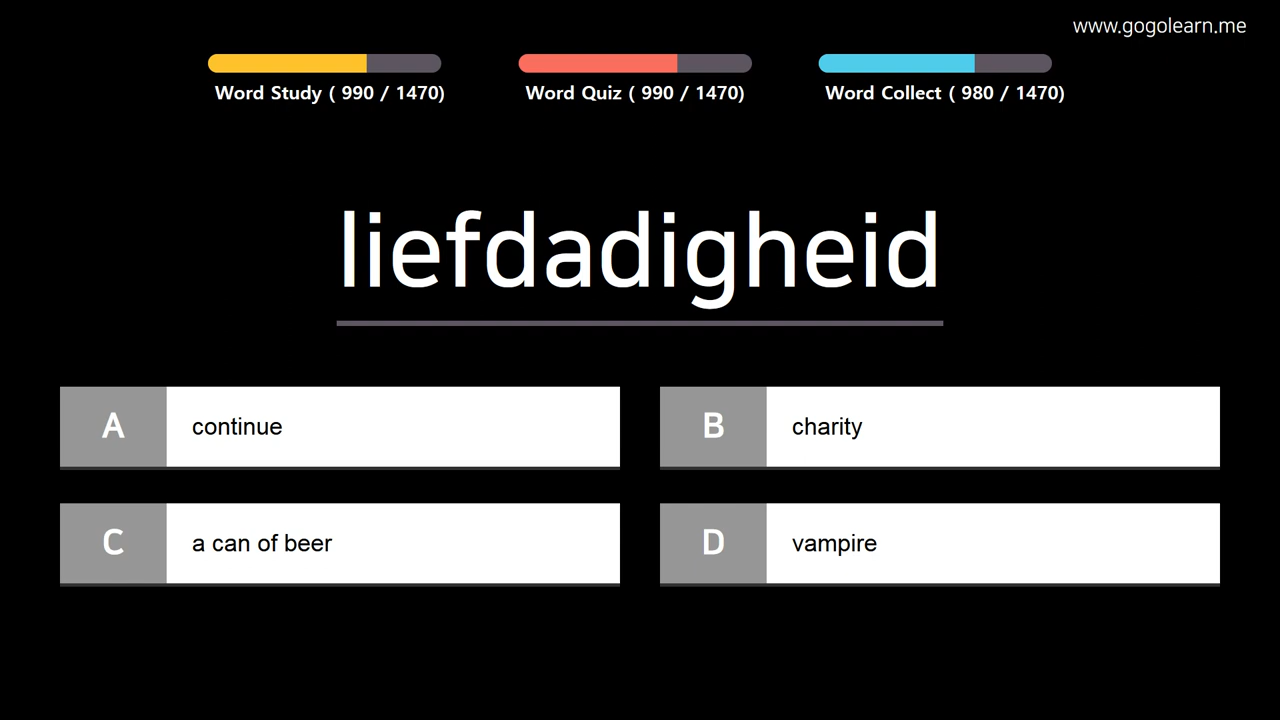 www.gogolearn.me
Word Study ( 990 / 1470)
Word Quiz ( 990 / 1470)
Word Collect ( 980 / 1470)
liefdadigheid
A continue
B charity
C a can of beer
D vampire